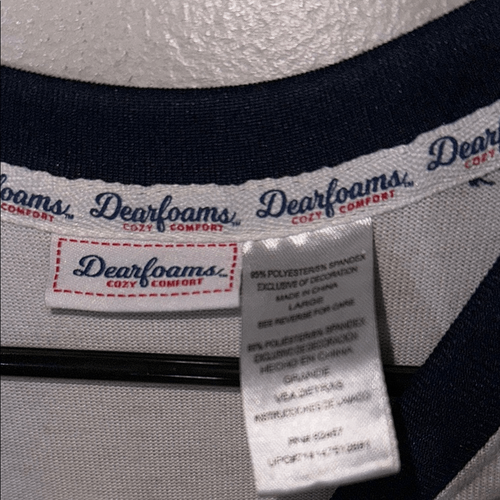 Dearfoams
COZY COMFORT
Dearfoams
COZY COMFORT
Dearfoams
COZY COMFORT
Dearfoams
COZY COMFORT
95% POLYESTER/5% SPANDEX
EXCLUSIVE OF DECORATION
MADE IN CHINA
LARGE
SEE REVERSE FOR CARE
95% POLYESTER/5% SPANDEX
EXCLUSIVO DE DECORACION
HECHO EN CHINA
GRANDE
VEA DETRAS
INSTRUCCIONES DE LAVADO